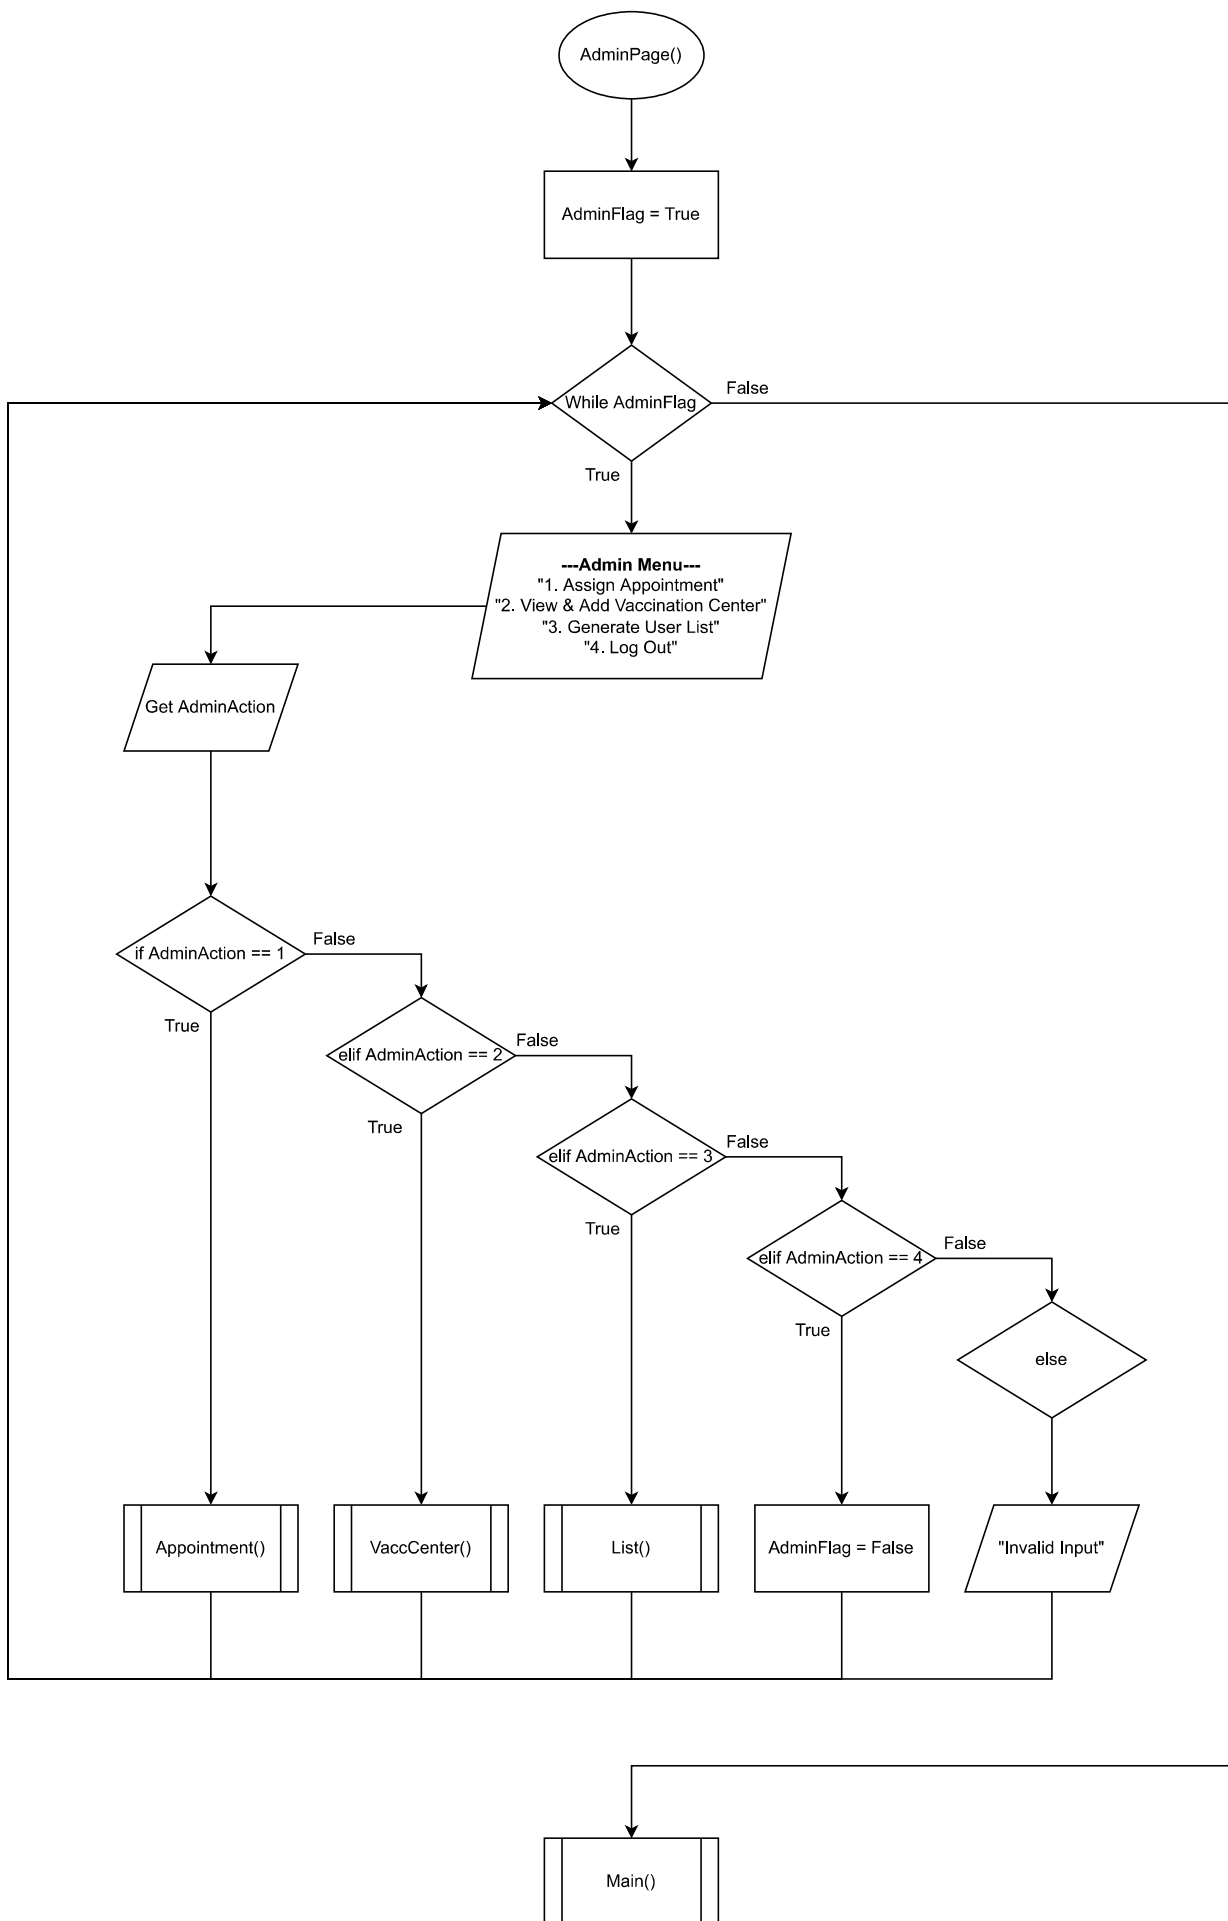 AdminPage()
AdminFlag = True
While AdminFlag
False
True
---Admin Menu---
"1. Assign Appointment"
"2. View & Add Vaccination Center"
"3. Generate User List"
"4. Log Out"
Get AdminAction
if AdminAction == 1
False
True
elif AdminAction == 2
False
True
elif AdminAction == 3
False
True
elif AdminAction == 4
False
True
else
Appointment()
VaccCenter()
List()
AdminFlag = False
"Invalid Input"
Main()